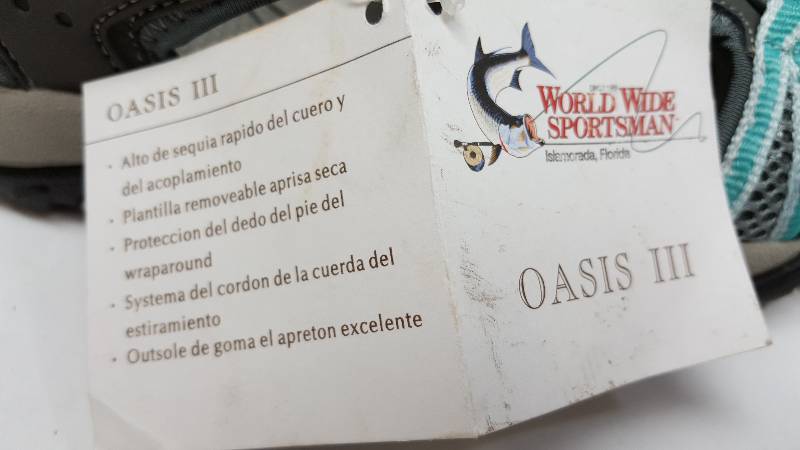 OASIS III
· Alto de sequia rapido del cuero y
del acoplamiento
· Plantilla removeable aprisa seca
· Proteccion del dedo del pie del
wraparound
· Systema del cordon de la cuerda del
estiramiento
· Outsole de goma el apreton excelente
WORLD WIDE
SPORTSMAN
Islamorada, Florida
OASIS III